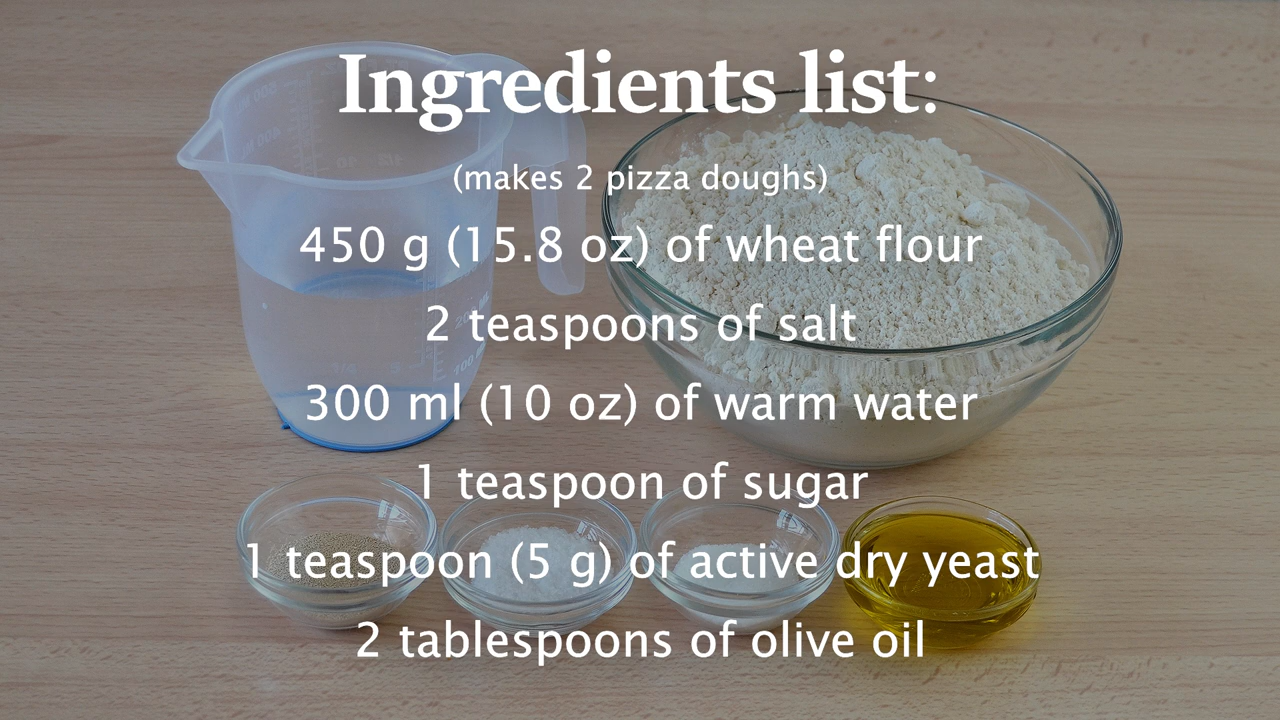 Ingredients list:
(makes 2 pizza doughs)
450 g (15.8 oz) of wheat flour
2 teaspoons of salt
300 ml (10 oz) of warm water
1 teaspoon of sugar
1 teaspoon (5 g) of active dry yeast
2 tablespoons of olive oil